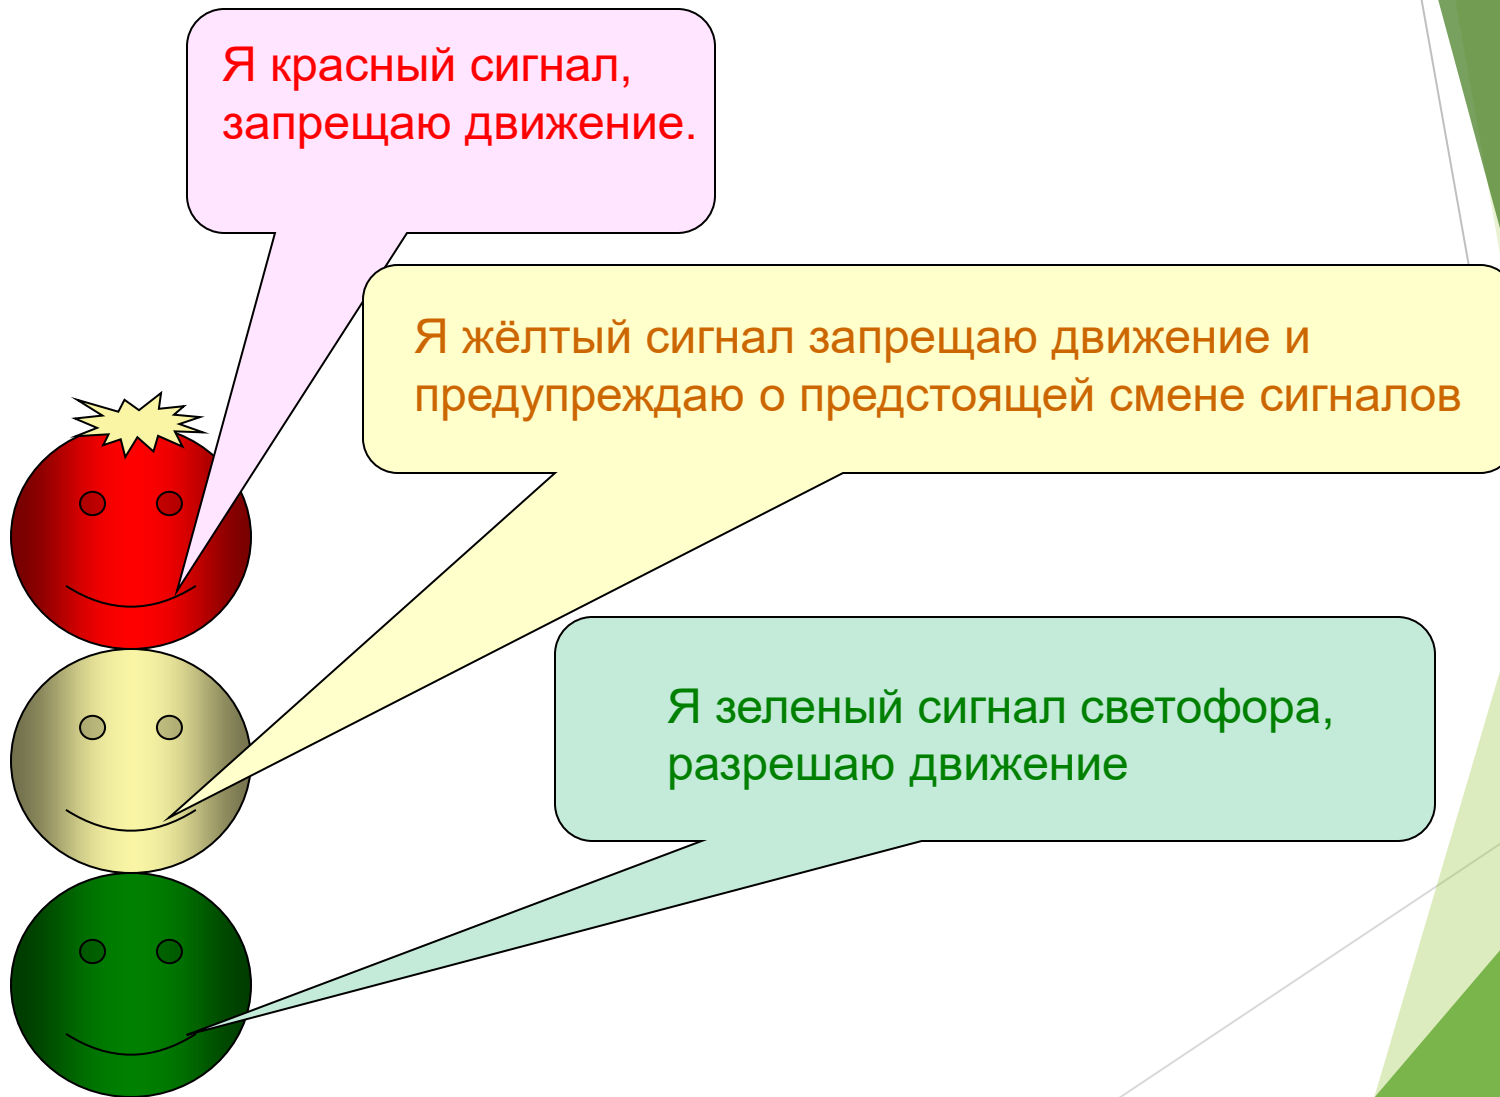 Я красный сигнал,
запрещаю движение.
Я жёлтый сигнал запрещаю движение и
предупреждаю о предстоящей смене сигналов
Я зеленый сигнал светофора,
разрешаю движение